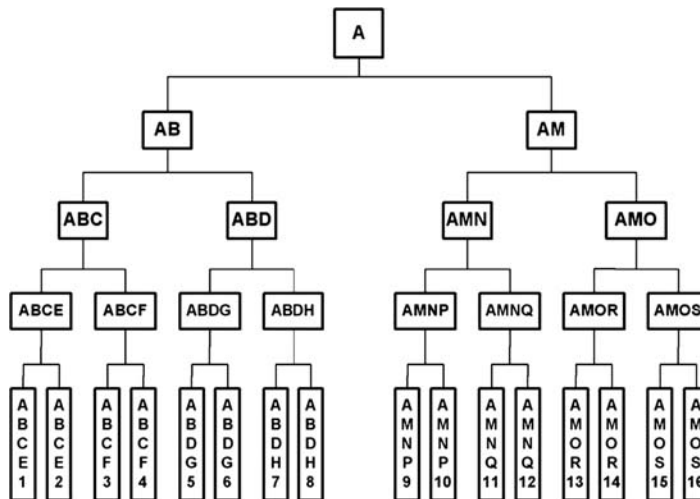 A
AB AM
ABC ABD AMN AMO
ABCE ABCF ABDG ABDH AMNP AMNQ AMOR AMOS
ABCE1 ABCE2 ABCF3 ABCF4 ABDG5 ABDG6 ABDH7 ABDH8 AMNP9 AMNP10 AMNQ11 AMNQ12 AMOR13 AMOR14 AMOS15 AMOS16